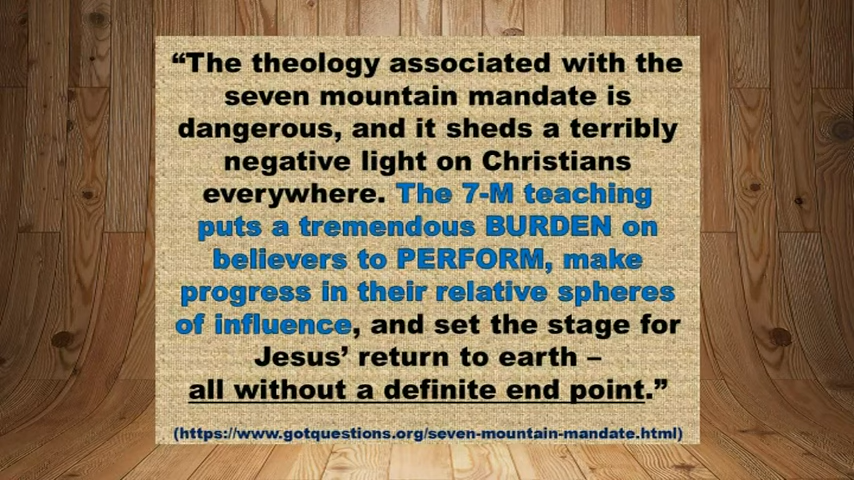 “The theology associated with the
seven mountain mandate is
dangerous, and it sheds a terribly
negative light on Christians
everywhere. The 7-M teaching
puts a tremendous BURDEN on
believers to PERFORM, make
progress in their relative spheres
of influence, and set the stage for
Jesus’ return to earth –
all without a definite end point.”
(https://www.gotquestions.org/seven-mountain-mandate.html)